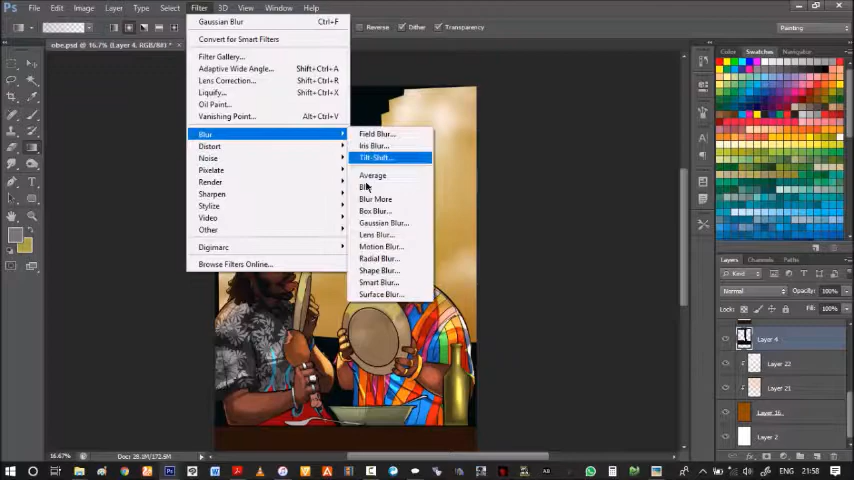 Ps File Edit Image Layer Type Select Filter 3D View Window Help
Reverse Dither Transparency Painting
obe.psd @ 16.7% (Layer 4, RGB/8#) * ×
Gaussian Blur Ctrl+F
Convert for Smart Filters
Filter Gallery...
Adaptive Wide Angle... Shift+Ctrl+A
Lens Correction... Shift+Ctrl+R
Liquify... Shift+Ctrl+X
Oil Paint...
Vanishing Point... Alt+Ctrl+V
Blur
Distort
Noise
Pixelate
Render
Sharpen
Stylize
Video
Other
Digimarc
Browse Filters Online...
Field Blur...
Iris Blur...
Tilt-Shift...
Average
Blur More
Box Blur...
Gaussian Blur...
Lens Blur...
Motion Blur...
Radial Blur...
Shape Blur...
Smart Blur...
Surface Blur...
Color Swatches Navigator
Layers Channels Paths
Kind
Normal Opacity: 100%
Lock: Fill: 100%
Layer 4
Layer 22
Layer 21
Layer 16
Layer 2
16.67% Doc: 28.1M/172.6M
ENG 21:58